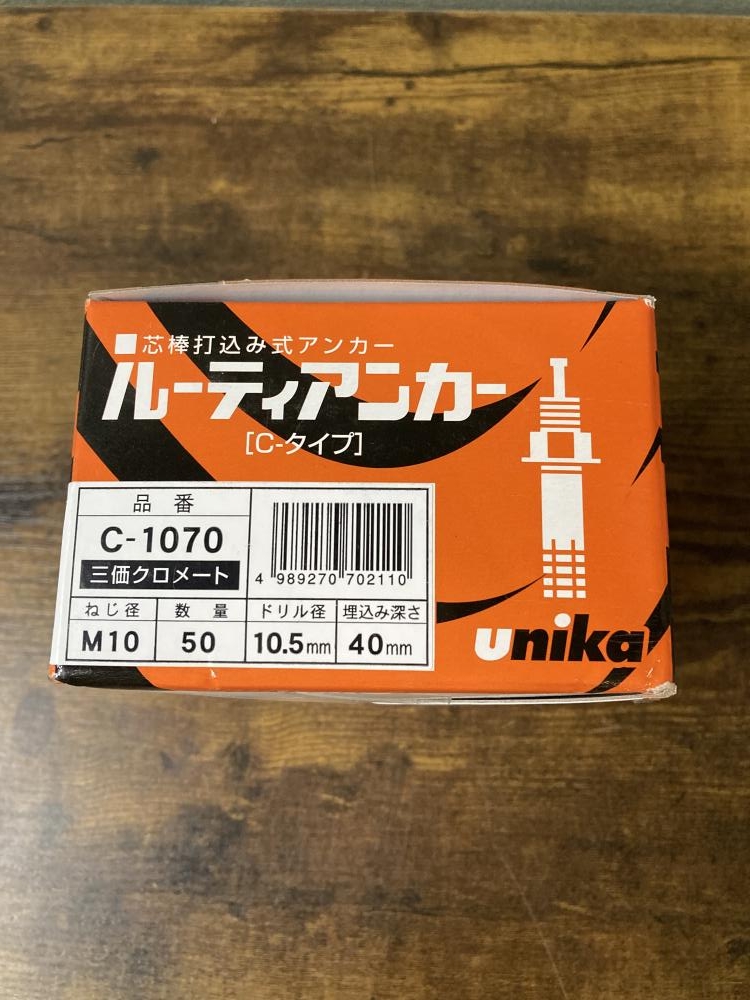 芯棒打込み式アンカー
ルーティアンカー
[C-タイプ]
品番
C-1070
三価クロメート
4 989270 702110
ねじ径 数量 ドリル径 埋込み深さ
M10 50 10.5mm 40mm
unika